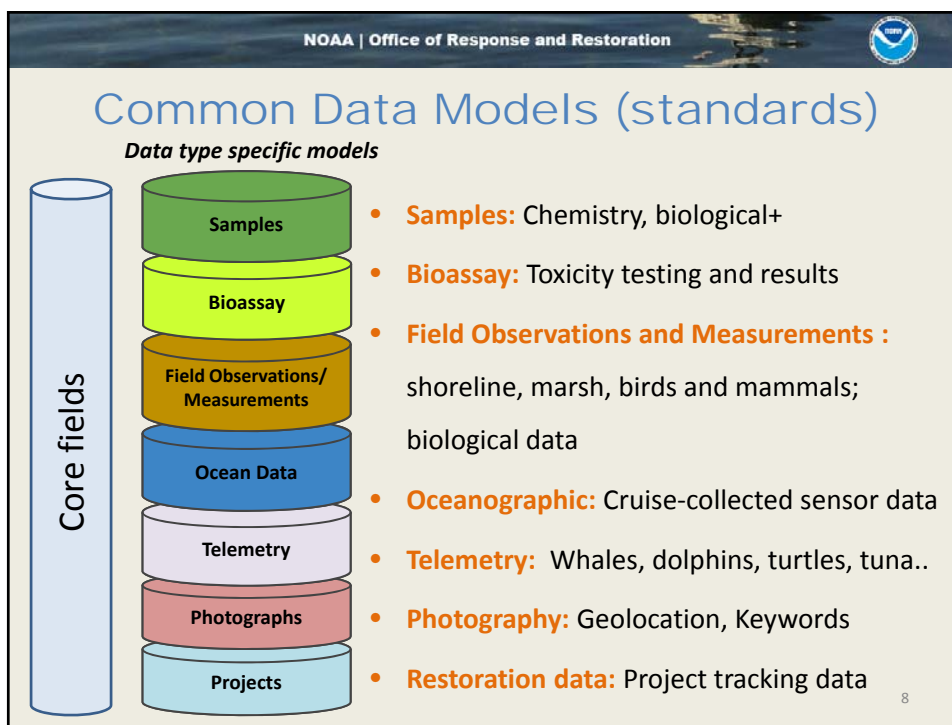 NOAA | Office of Response and Restoration
NOAA
Common Data Models (standards)
Data type specific models
Core fields
Samples
Bioassay
Field Observations/
Measurements
Ocean Data
Telemetry
Photographs
Projects
• Samples: Chemistry, biological+
• Bioassay: Toxicity testing and results
• Field Observations and Measurements :
shoreline, marsh, birds and mammals;
biological data
• Oceanographic: Cruise-collected sensor data
• Telemetry: Whales, dolphins, turtles, tuna..
• Photography: Geolocation, Keywords
• Restoration data: Project tracking data
8